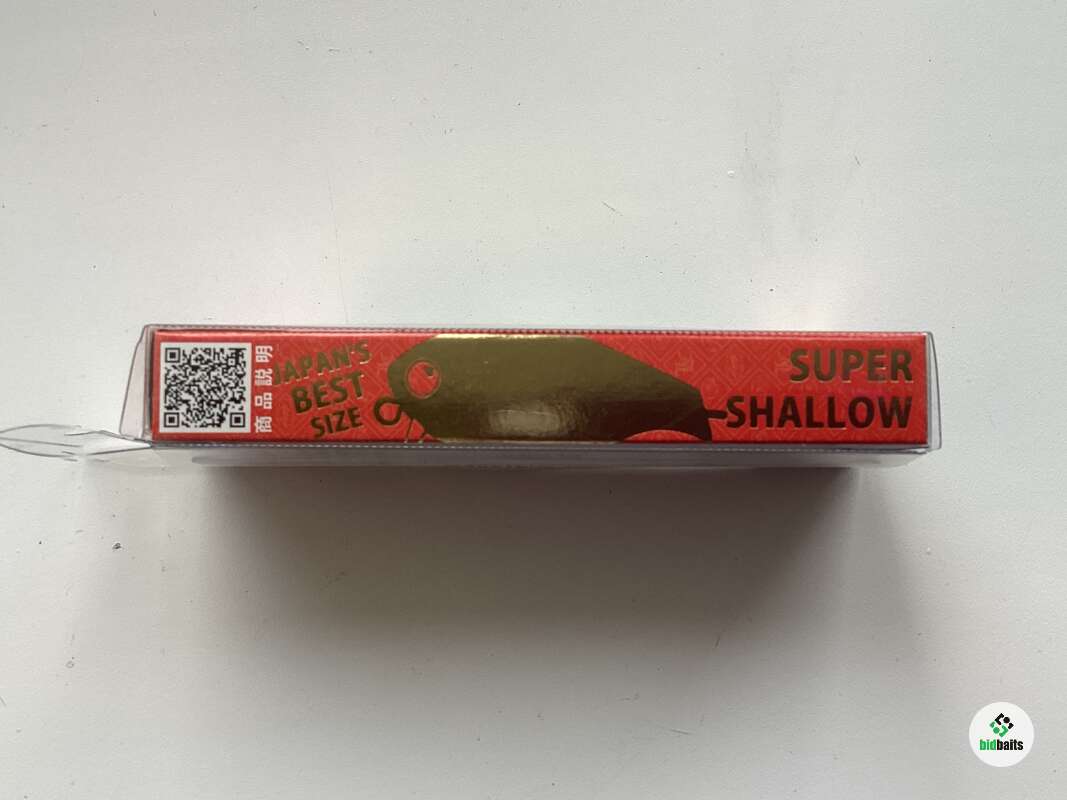 商品説明
JAPAN'S
BEST
SIZE
SUPER
SHALLOW
bidbaits